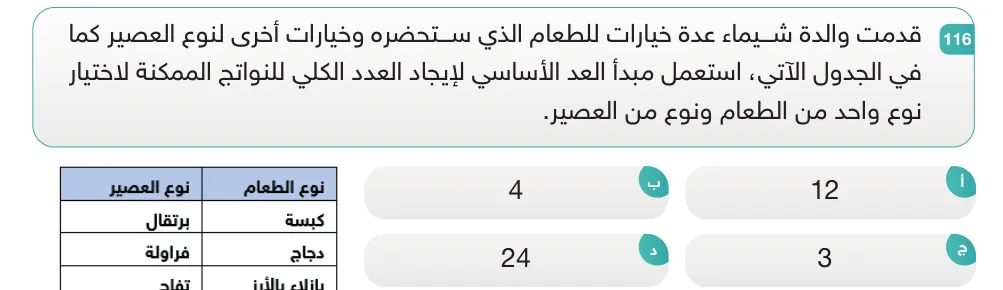 116 قدمت والدة شيماء عدة خيارات للطعام الذي ستحضره وخيارات أخرى لنوع العصير كما
في الجدول الآتي، استعمل مبدأ العد الأساسي لإيجاد العدد الكلي للنواتج الممكنة لاختيار
نوع واحد من الطعام ونوع من العصير.
أ 12
ب 4
ج 3
د 24
نوع الطعام نوع العصير
كبسة برتقال
دجاج فراولة
بازلاء بالأرز تفاح